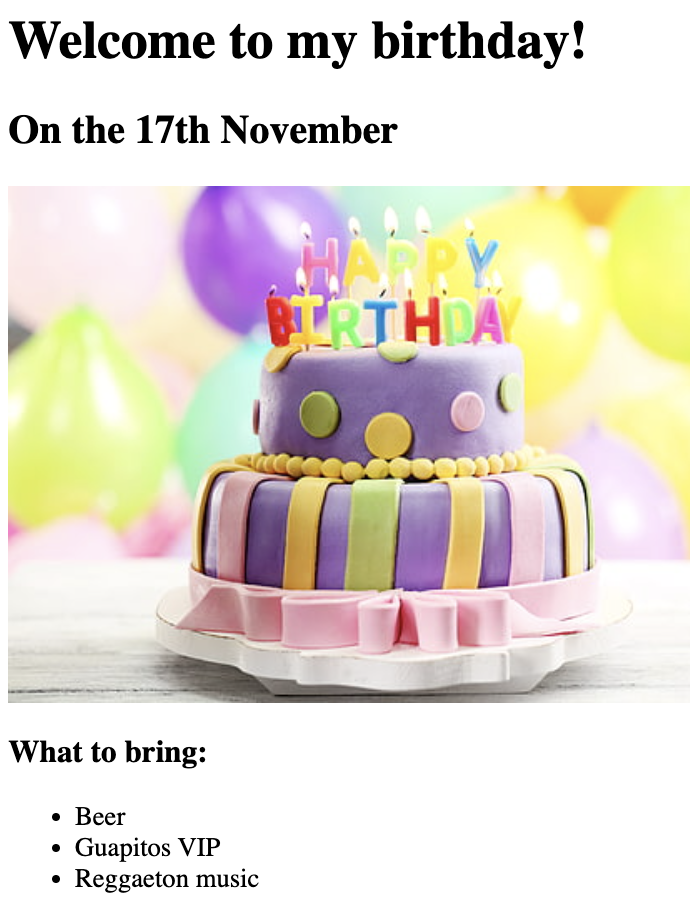 Welcome to my birthday!
On the 17th November
HAPPY
BIRTHDAY
What to bring:
Beer
Guapitos VIP
Reggaeton music